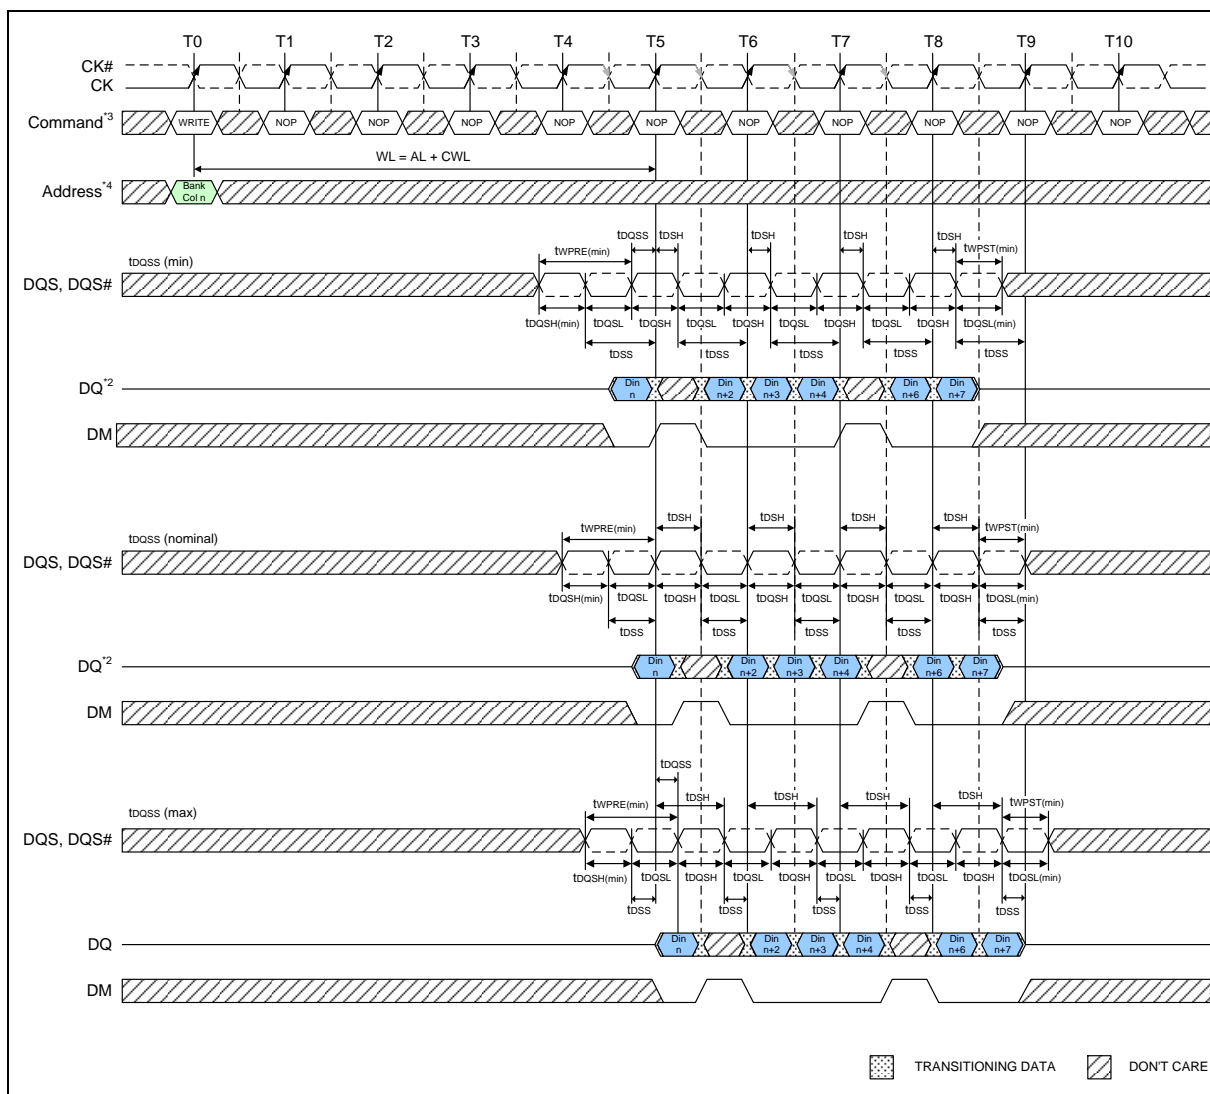 T0 T1 T2 T3 T4 T5 T6 T7 T8 T9 T10
CK#
CK
Command*3 WRITE NOP NOP NOP NOP NOP NOP NOP NOP NOP NOP
WL = AL + CWL
Address*4 Bank Col n
tDQSS tDSH tDSH tDSH tDSH
tDQSS (min) tWPRE(min) tWPST(min)
DQS, DQS#
tDQSH(min) tDQSL tDQSH tDQSL tDQSH tDQSL tDQSH tDQSL tDQSH tDQSL(min)
tDSS tDSS tDSS tDSS tDSS
DQ*2 Din n Din n+2 Din n+3 Din n+4 Din n+6 Din n+7
DM
tDQSS (nominal) tWPRE(min) tDSH tDSH tDSH tDSH tWPST(min)
DQS, DQS#
tDQSH(min) tDQSL tDQSH tDQSL tDQSH tDQSL tDQSH tDQSL tDQSH tDQSL(min)
tDSS tDSS tDSS tDSS tDSS
DQ*2 Din n Din n+2 Din n+3 Din n+4 Din n+6 Din n+7
DM
tDQSS
tDQSS (max) tWPRE(min) tDSH tDSH tDSH tDSH tWPST(min)
DQS, DQS#
tDQSH(min) tDQSL tDQSH tDQSL tDQSH tDQSL tDQSH tDQSL tDQSH tDQSL(min)
tDSS tDSS tDSS tDSS tDSS
DQ Din n Din n+2 Din n+3 Din n+4 Din n+6 Din n+7
DM
TRANSITIONING DATA DON'T CARE